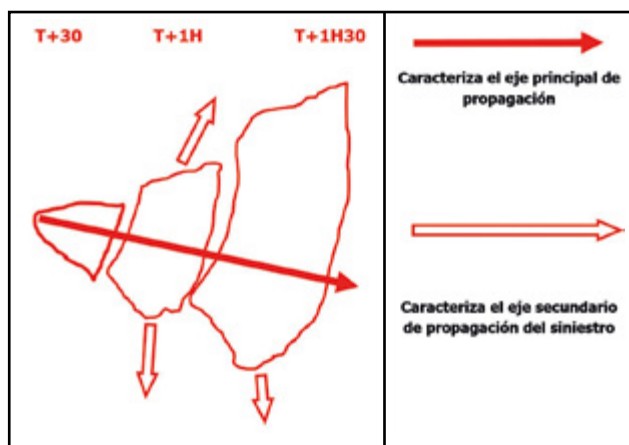 T+30 T+1H T+1H30
Caracteriza el eje principal de
propagación
Caracteriza el eje secundario
de propagación del siniestro